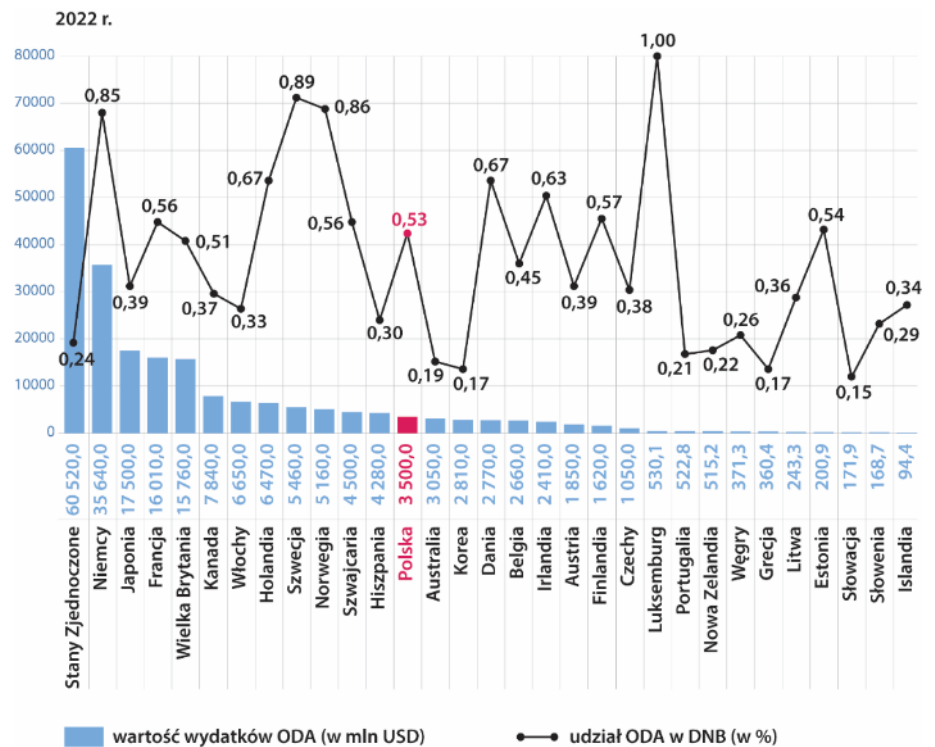 2022 r.
80000
70000
60000
50000
40000
30000
20000
10000
0
0,24
0,85
0,39
0,56
0,51
0,37
0,33
0,67
0,89
0,86
0,56
0,30
0,53
0,19
0,17
0,67
0,45
0,63
0,39
0,57
0,38
1,00
0,21
0,22
0,26
0,17
0,36
0,54
0,15
0,29
0,34
60 520,0
35 640,0
17 500,0
16 010,0
15 760,0
7 840,0
6 650,0
6 470,0
5 460,0
5 160,0
4 500,0
4 280,0
3 500,0
3 050,0
2 810,0
2 770,0
2 660,0
2 410,0
1 850,0
1 620,0
1 050,0
530,1
522,8
515,2
371,3
360,4
243,3
200,9
171,9
168,7
94,4
Stany Zjednoczone
Niemcy
Japonia
Francja
Wielka Brytania
Kanada
Włochy
Holandia
Szwecja
Norwegia
Szwajcaria
Hiszpania
Polska
Australia
Korea
Dania
Belgia
Irlandia
Austria
Finlandia
Czechy
Luksemburg
Portugalia
Nowa Zelandia
Węgry
Grecja
Litwa
Estonia
Słowacja
Słowenia
Islandia
wartość wydatków ODA (w mln USD)
udział ODA w DNB (w %)